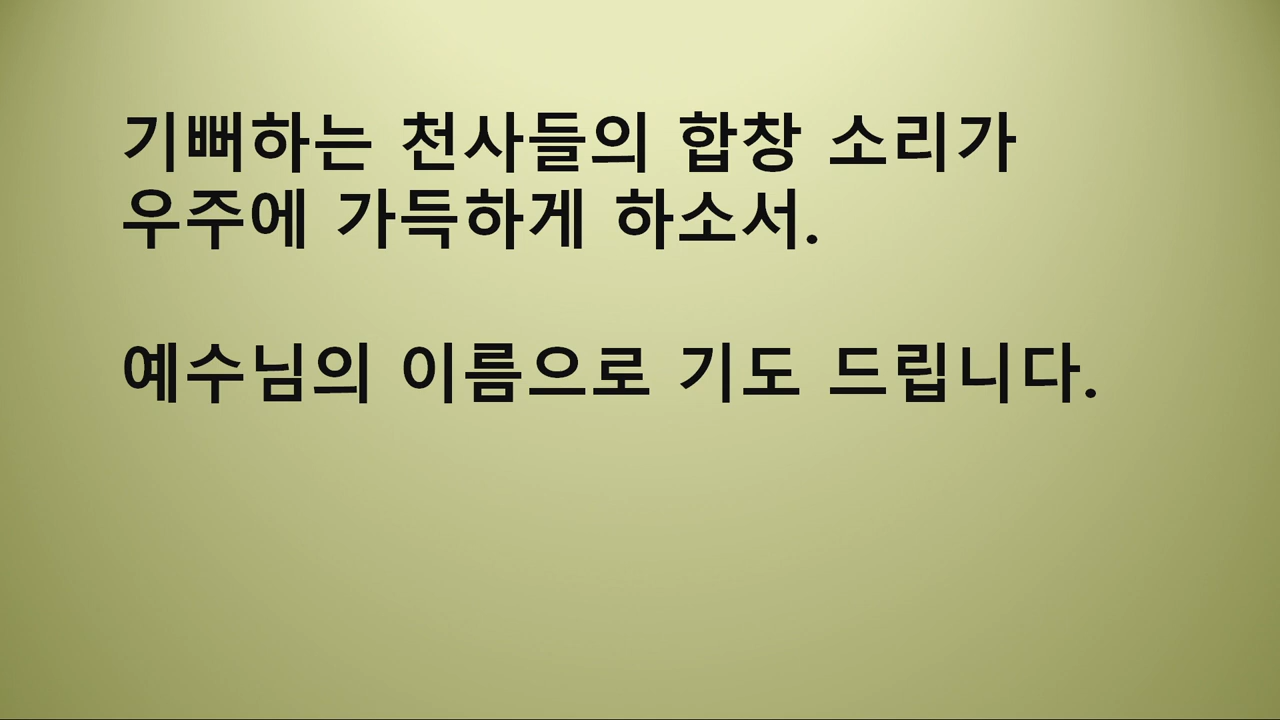 기뻐하는 천사들의 합창 소리가
우주에 가득하게 하소서.
예수님의 이름으로 기도 드립니다.